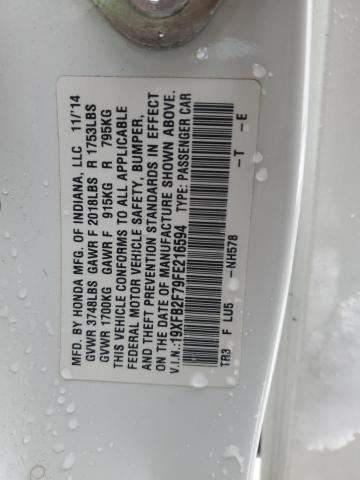 MFD. BY HONDA MFG. OF INDIANA, LLC 11/'14
GVWR 3748LBS GAWR F 2018LBS R 1753LBS
GVWR 1700KG GAWR F 915KG R 795KG
THIS VEHICLE CONFORMS TO ALL APPLICABLE
FEDERAL MOTOR VEHICLE SAFETY, BUMPER,
AND THEFT PREVENTION STANDARDS IN EFFECT
ON THE DATE OF MANUFACTURE SHOWN ABOVE.
V.I.N.:19XFB2F79FE216594 TYPE: PASSENGER CAR
TR3 F LU5 -NH578 -T -E